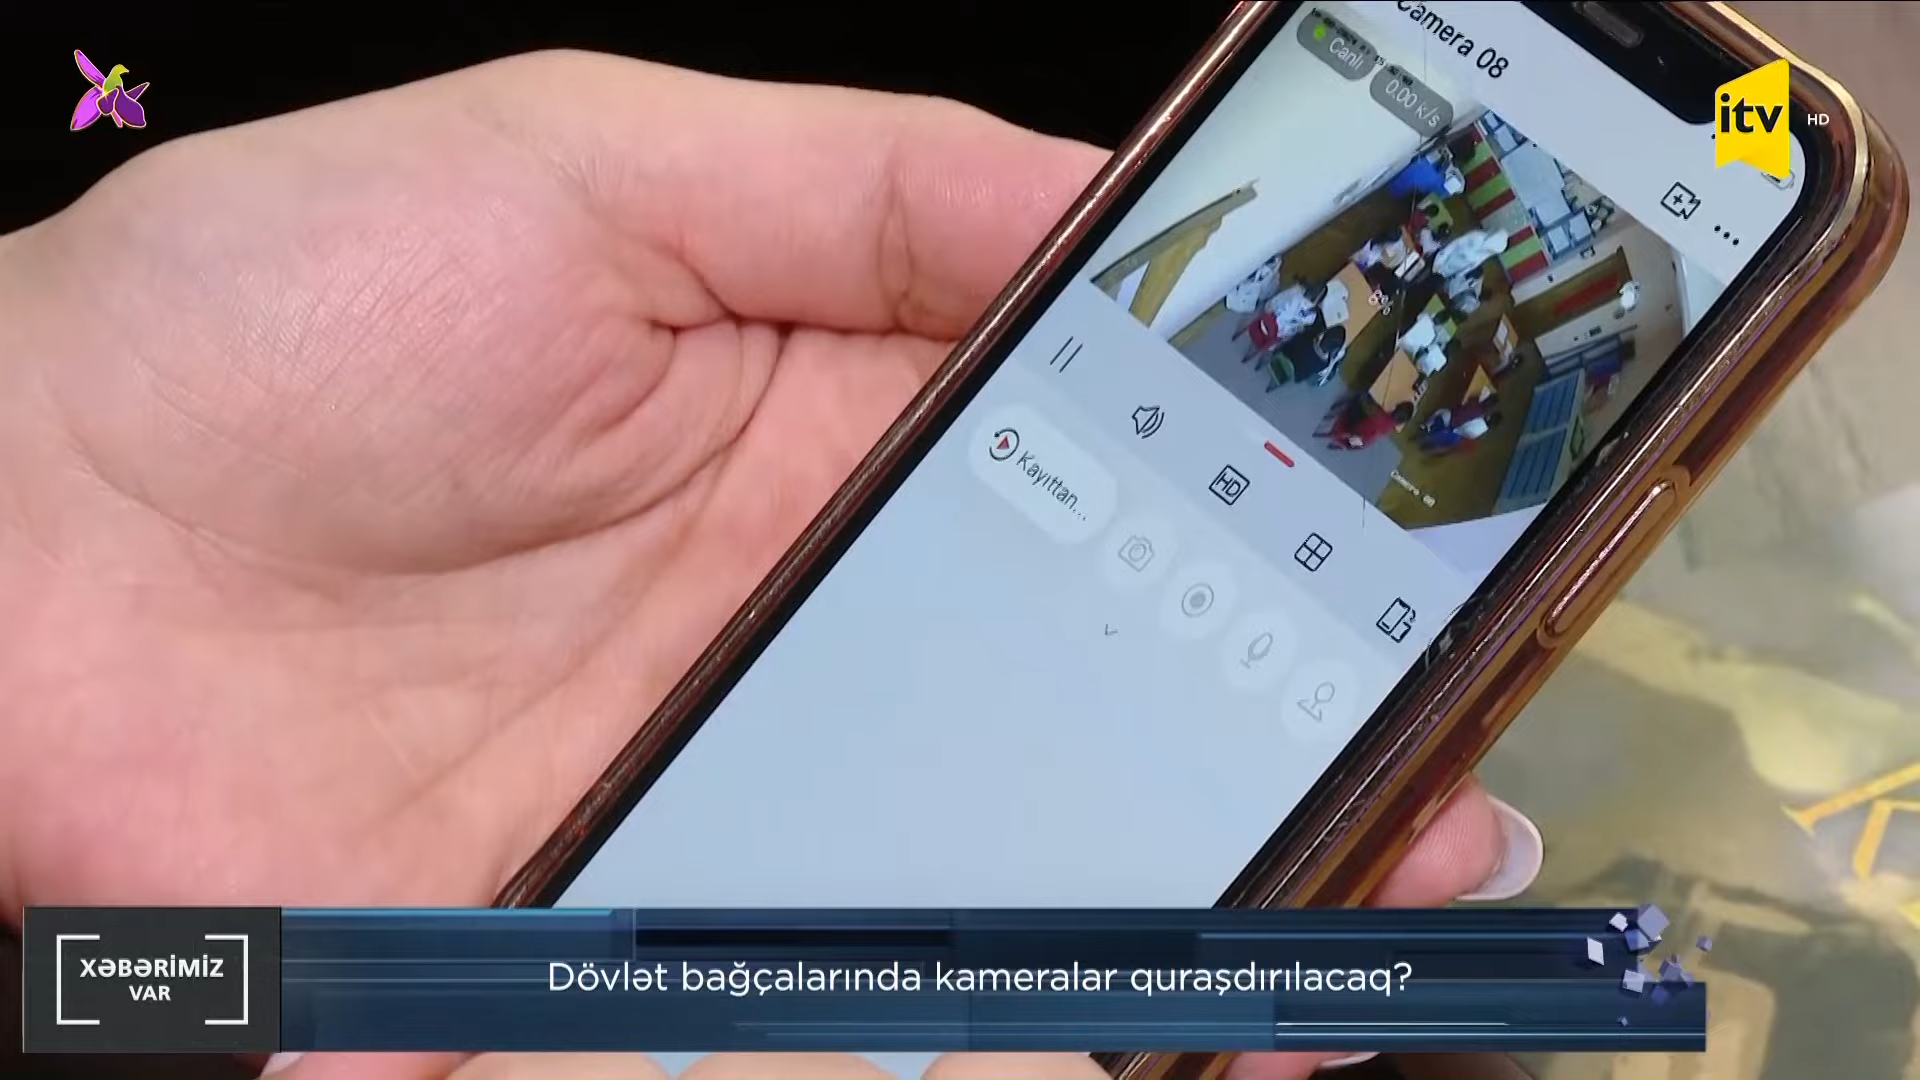 Camera 08
Canlı
0.00 k/s
itv HD
HD
Kayıttan...
XƏBƏRİMİZ
VAR
Dövlət bağçalarında kameralar quraşdırılacaq?